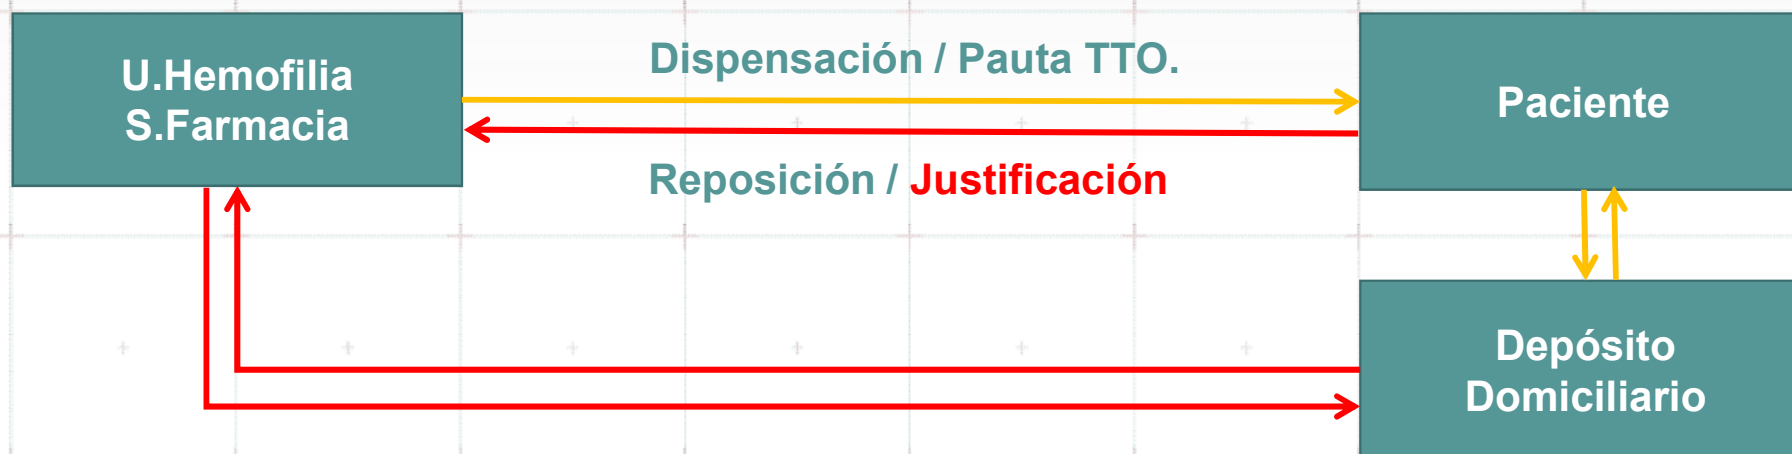 U.Hemofilia
S.Farmacia
Dispensación / Pauta TTO.
Paciente
Reposición / Justificación
Depósito
Domiciliario